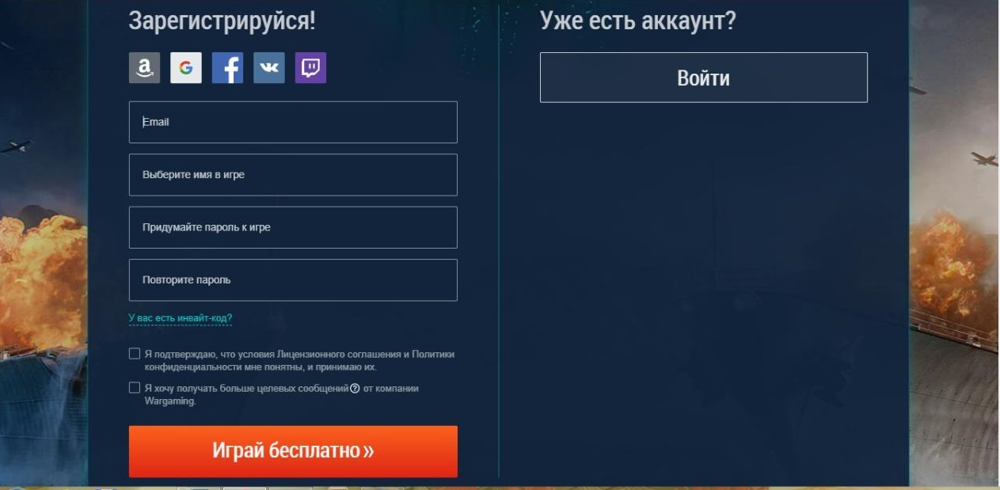 Зарегистрируйся!
Email
Выберите имя в игре
Придумайте пароль к игре
Повторите пароль
У вас есть инвайт-код?
Я подтверждаю, что условия Лицензионного соглашения и Политики
конфиденциальности мне понятны, и принимаю их.
Я хочу получать больше целевых сообщений? от компании
Wargaming.
Играй бесплатно »
Уже есть аккаунт?
Войти